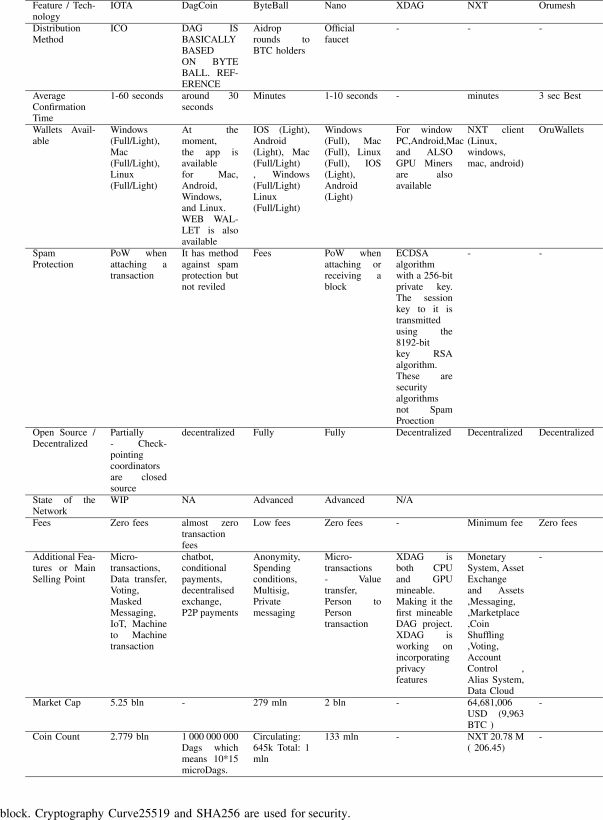 Feature / Tech-
nology
IOTA
DagCoin
ByteBall
Nano
XDAG
NXT
Orumesh
Distribution
Method
ICO
DAG IS
BASICALLY
BASED
ON BYTE
BALL. REF-
ERENCE
Aidrop
rounds to
BTC holders
Official
faucet
-
-
-
Average
Confirmation
Time
1-60 seconds
around 30
seconds
Minutes
1-10 seconds
-
minutes
3 sec Best
Wallets Avail-
able
Windows
(Full/Light),
Mac
(Full/Light),
Linux
(Full/Light)
At the
moment,
the app is
available
for Mac,
Android,
Windows,
and Linux.
WEB WAL-
LET is also
available
IOS (Light),
Android
(Light), Mac
(Full/Light)
, Windows
(Full/Light)
Linux
(Full/Light)
Windows
(Full), Mac
(Full), Linux
(Full), IOS
(Light),
Android
(Light)
For window
PC,Android,Mac
and ALSO
GPU Miners
are also
available
NXT client
(Linux,
windows,
mac, android)
OruWallets
Spam
Protection
PoW when
attaching a
transaction
It has method
against spam
protection but
not reviled
Fees
PoW when
attaching or
receiving a
block
ECDSA
algorithm
with a 256-bit
private key.
The session
key to it is
transmitted
using the
8192-bit
key RSA
algorithm.
These are
security
algorithms
not Spam
Proection
-
-
Open Source /
Decentralized
Partially
- Check-
pointing
coordinators
are closed
source
decentralized
Fully
Fully
Decentralized
Decentralized
Decentralized
State of the
Network
WIP
NA
Advanced
Advanced
N/A
Fees
Zero fees
almost zero
transaction
fees
Low fees
Zero fees
-
Minimum fee
Zero fees
Additional Fea-
tures or Main
Selling Point
Micro-
transactions,
Data transfer,
Voting,
Masked
Messaging,
IoT, Machine
to Machine
transaction
chatbot,
conditional
payments,
decentralised
exchange,
P2P payments
Anonymity,
Spending
conditions,
Multisig,
Private
messaging
Micro-
transactions
- Value
transfer,
Person to
Person
transaction
XDAG is
both CPU
and GPU
mineable.
Making it the
first mineable
DAG project.
XDAG is
working on
incorporating
privacy
features
Monetary
System, Asset
Exchange
and Assets
,Messaging,
,Marketplace
,Coin
Shuffling
,Voting,
Account
Control ,
Alias System,
Data Cloud
-
Market Cap
5.25 bln
-
279 mln
2 bln
-
64,681,006
USD (9,963
BTC )
-
Coin Count
2.779 bln
1 000 000 000
Dags which
means 10*15
microDags.
Circulating:
645k Total: 1
mln
133 mln
-
NXT 20.78 M
( 206.45)
-
block. Cryptography Curve25519 and SHA256 are used for security.